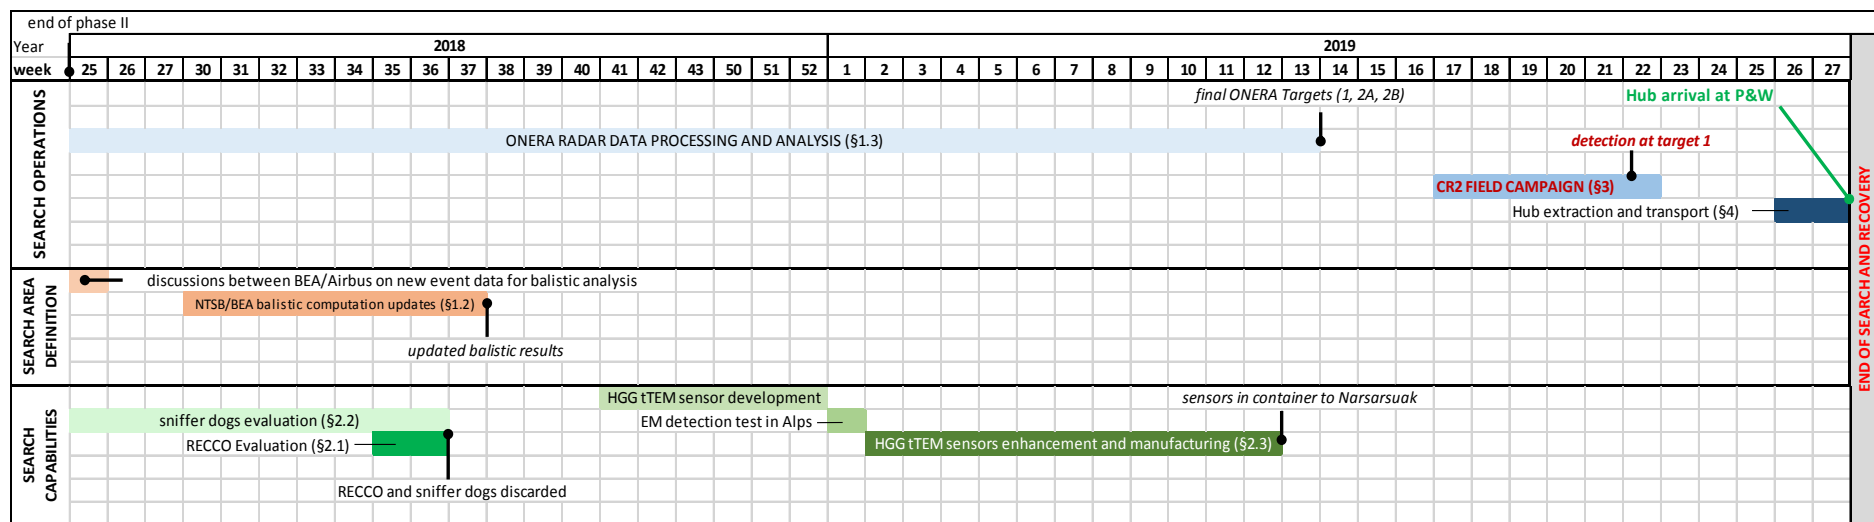 end of phase II
Year 2018 2019
week 25 26 27 30 31 32 33 34 35 36 37 38 39 40 41 42 43 50 51 52 1 2 3 4 5 6 7 8 9 10 11 12 13 14 15 16 17 18 19 20 21 22 23 24 25 26 27
SEARCH OPERATIONS
final ONERA Targets (1, 2A, 2B)
Hub arrival at P&W
ONERA RADAR DATA PROCESSING AND ANALYSIS (§1.3)
detection at target 1
CR2 FIELD CAMPAIGN (§3)
Hub extraction and transport (§4)
END OF SEARCH AND RECOVERY
SEARCH AREA
DEFINITION
discussions between BEA/Airbus on new event data for balistic analysis
NTSB/BEA balistic computation updates (§1.2)
updated balistic results
SEARCH
CAPABILITIES
HGG tTEM sensor development
sensors in container to Narsarsuak
sniffer dogs evaluation (§2.2)
EM detection test in Alps
RECCO Evaluation (§2.1)
HGG tTEM sensors enhancement and manufacturing (§2.3)
RECCO and sniffer dogs discarded